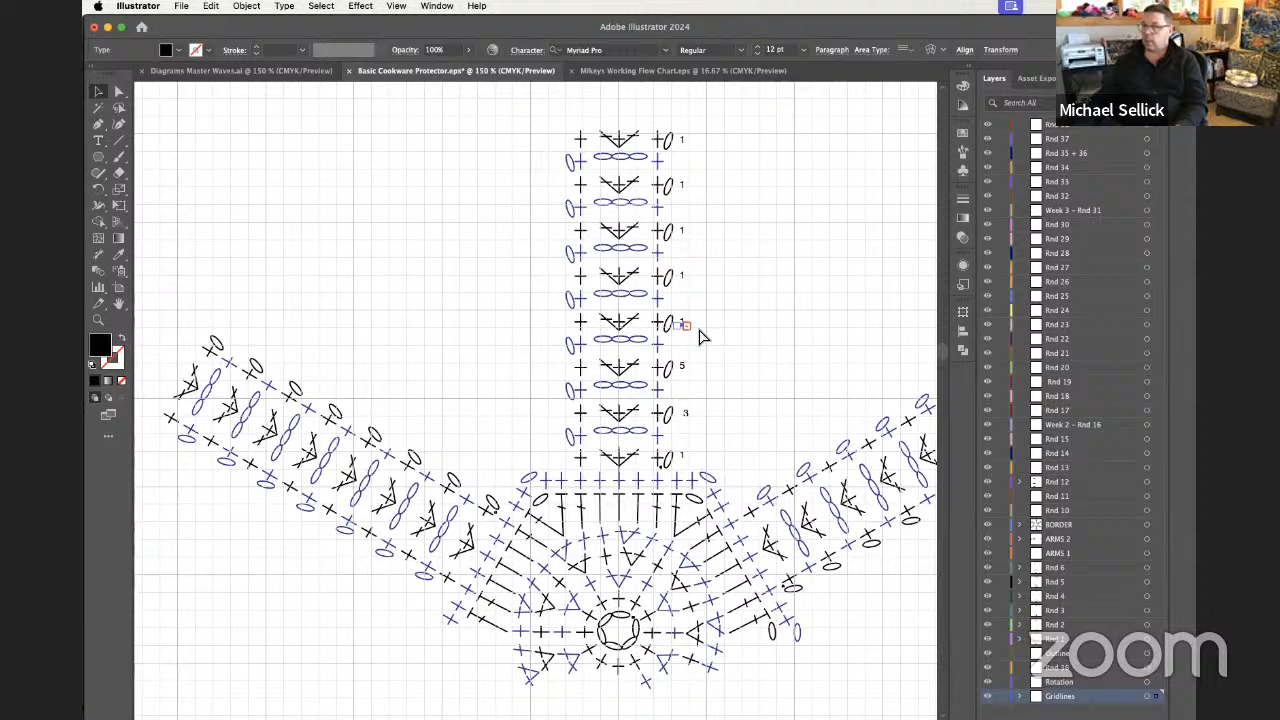 Illustrator File Edit Object Type Select Effect View Window Help
Adobe Illustrator 2024
Type Stroke: Opacity: 100% Character: Myriad Pro Regular 12 pt Paragraph Area Type: Align Transform
Diagrams Master Waves.ai @ 150 % (CMYK/Preview) Basic Cookware Protector.eps* @ 150 % (CMYK/Preview) Mikeys Working Flow Chart.eps @ 16.67 % (CMYK/Preview)
Layers Asset Expo
Search All
Michael Sellick
Rnd 37
Rnd 35 + 36
Rnd 34
Rnd 33
Rnd 32
Week 3 - Rnd 31
Rnd 30
Rnd 29
Rnd 28
Rnd 27
Rnd 26
Rnd 25
Rnd 24
Rnd 23
Rnd 22
Rnd 21
Rnd 20
Rnd 19
Rnd 18
Rnd 17
Week 2 - Rnd 16
Rnd 15
Rnd 14
Rnd 13
Rnd 12
Rnd 11
Rnd 10
BORDER
ARMS 2
ARMS 1
Rnd 6
Rnd 5
Rnd 4
Rnd 3
Rnd 2
Rnd 1
Rotation
Gridlines
1
1
1
1
5
3
1
zoom